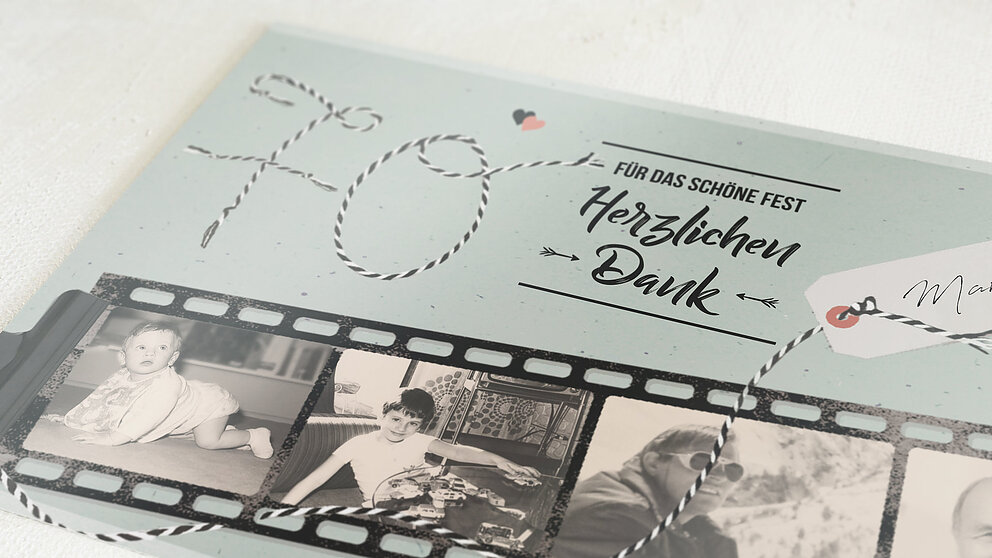 70
FÜR DAS SCHÖNE FEST
Herzlichen
Dank